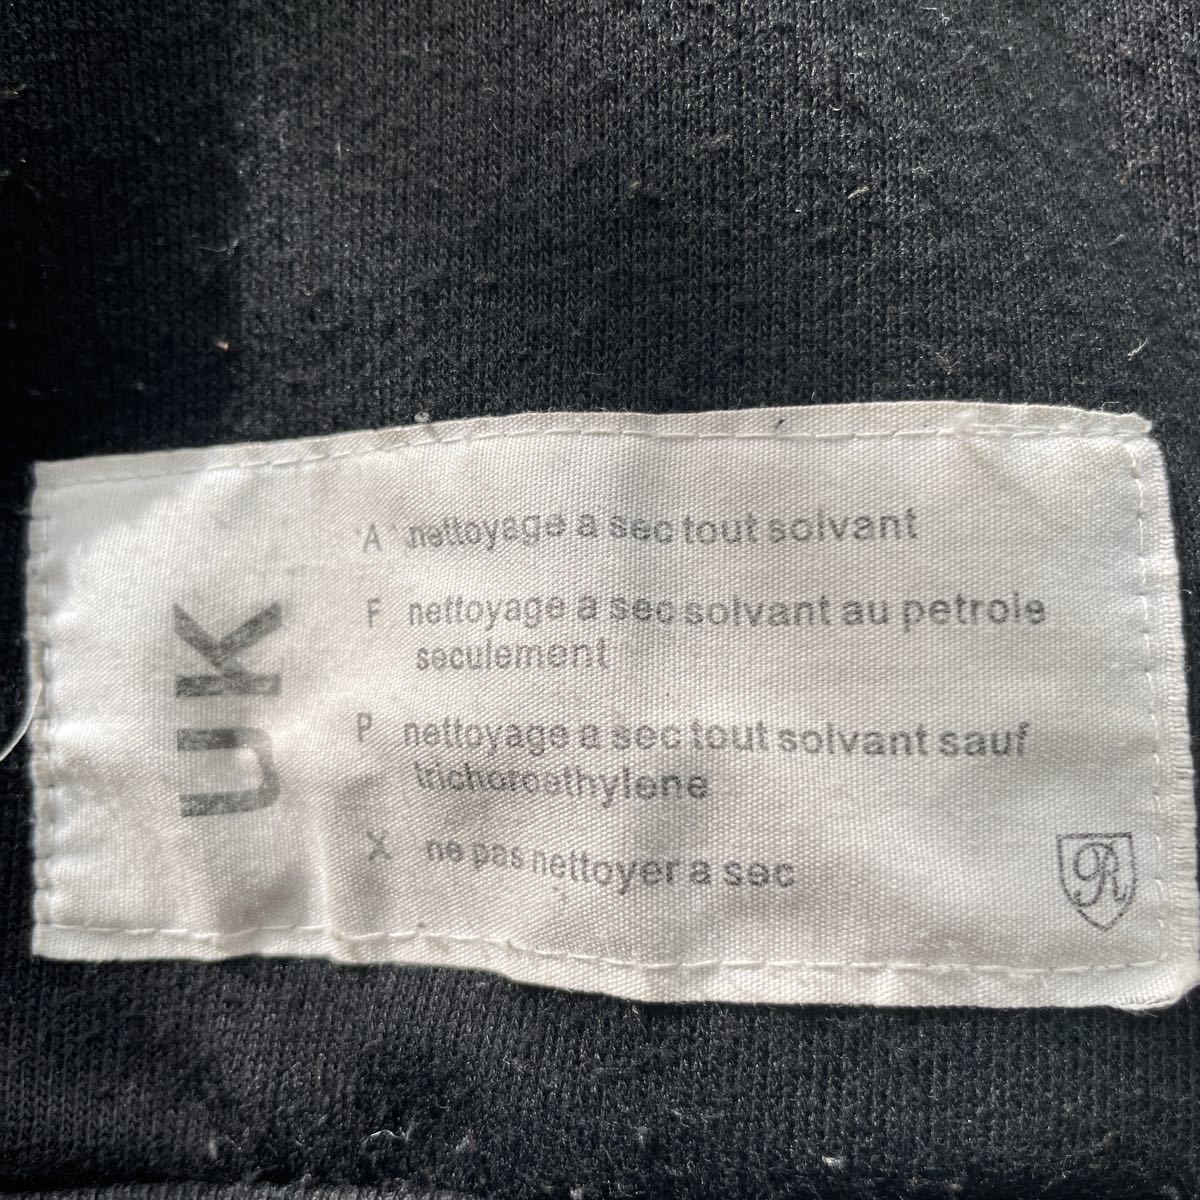 UK
A nettoyage a sec tout solvant
F nettoyage a sec solvant au petrole
seculement
P nettoyage a sec tout solvant sauf
trichoroethylene
X ne pas nettoyer a sec
R